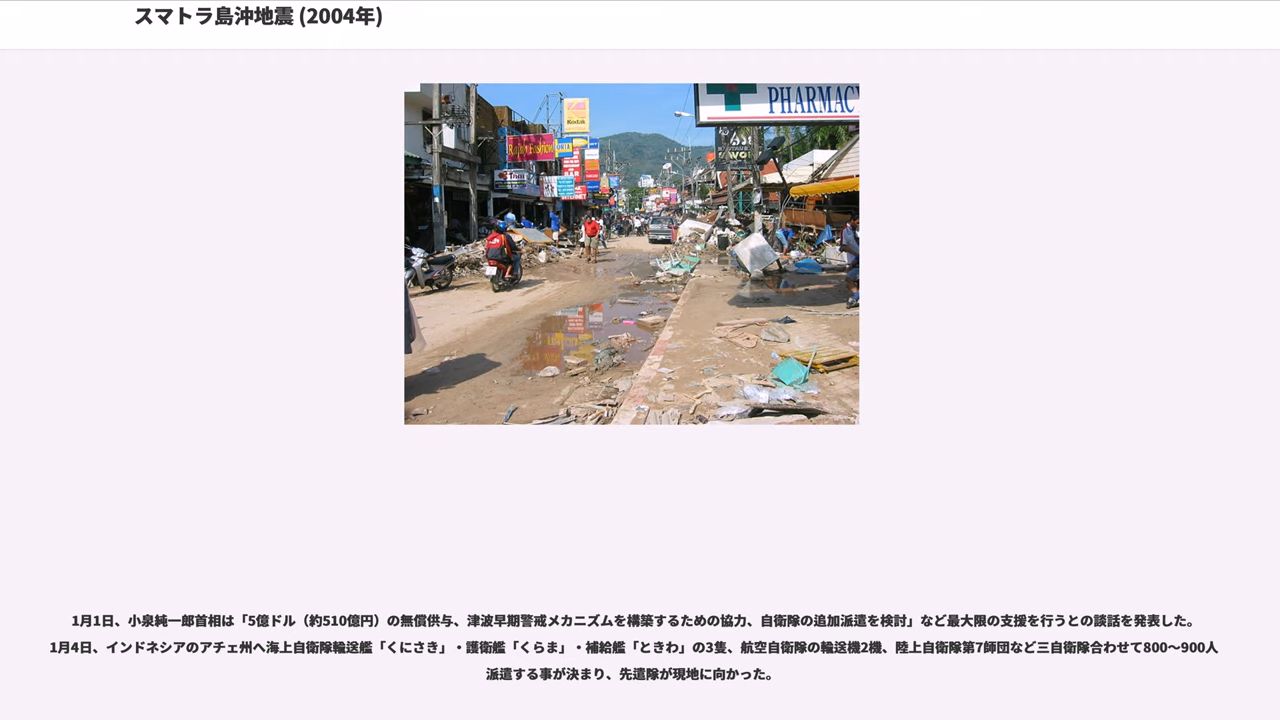 スマトラ島沖地震 (2004年)
PHARMACY
Kodak
Fashion
BAR
INTERNET
1月1日、小泉純一郎首相は「5億ドル（約510億円）の無償供与、津波早期警戒メカニズムを構築するための協力、自衛隊の追加派遣を検討」など最大限の支援を行うとの談話を発表した。
1月4日、インドネシアのアチェ州へ海上自衛隊輸送艦「くにさき」・護衛艦「くらま」・補給艦「ときわ」の3隻、航空自衛隊の輸送機2機、陸上自衛隊第7師団など三自衛隊合わせて800〜900人
派遣する事が決まり、先遣隊が現地に向かった。